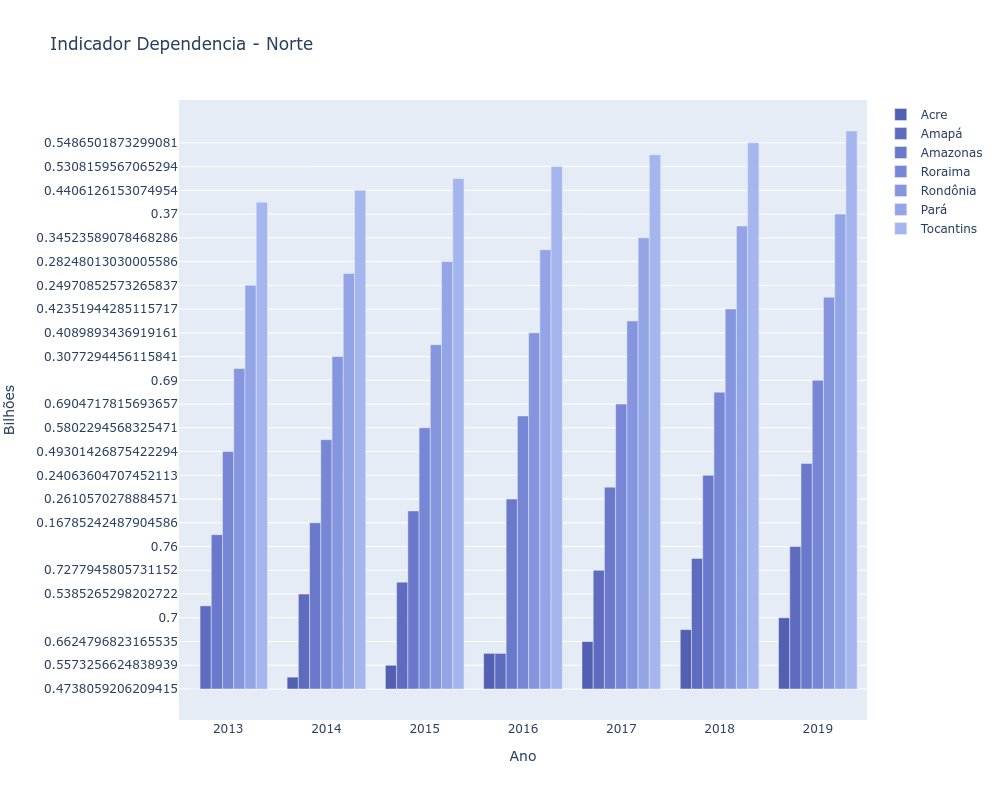 Indicador Dependencia - Norte
Acre
Amapá
Amazonas
Roraima
Rondônia
Pará
Tocantins
Bilhões
0.5486501873299081
0.5308159567065294
0.4406126153074954
0.37
0.34523589078468286
0.28248013030005586
0.24970852573265837
0.42351944285115717
0.4089893436919161
0.3077294456115841
0.69
0.6904717815693657
0.5802294568325471
0.49301426875422294
0.24063604707452113
0.2610570278884571
0.16785242487904586
0.76
0.7277945805731152
0.5385265298202722
0.7
0.6624796823165535
0.5573256624838939
0.4738059206209415
2013 2014 2015 2016 2017 2018 2019
Ano